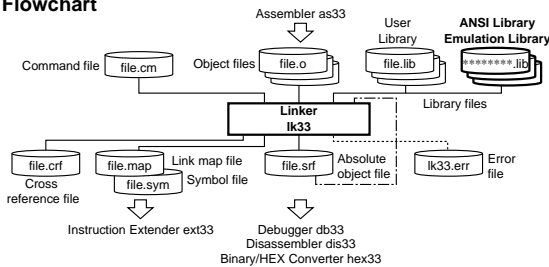 Flowchart
Assembler as33
User
Library
ANSI Library
Emulation Library
Command file
file.cm
Object files
file.o
file.lib
********.lib
Library files
Linker
lk33
file.crf
Cross
reference file
file.map
Link map file
file.sym
Symbol file
file.srf
Absolute
object file
lk33.err
Error
file
Instruction Extender ext33
Debugger db33
Disassembler dis33
Binary/HEX Converter hex33